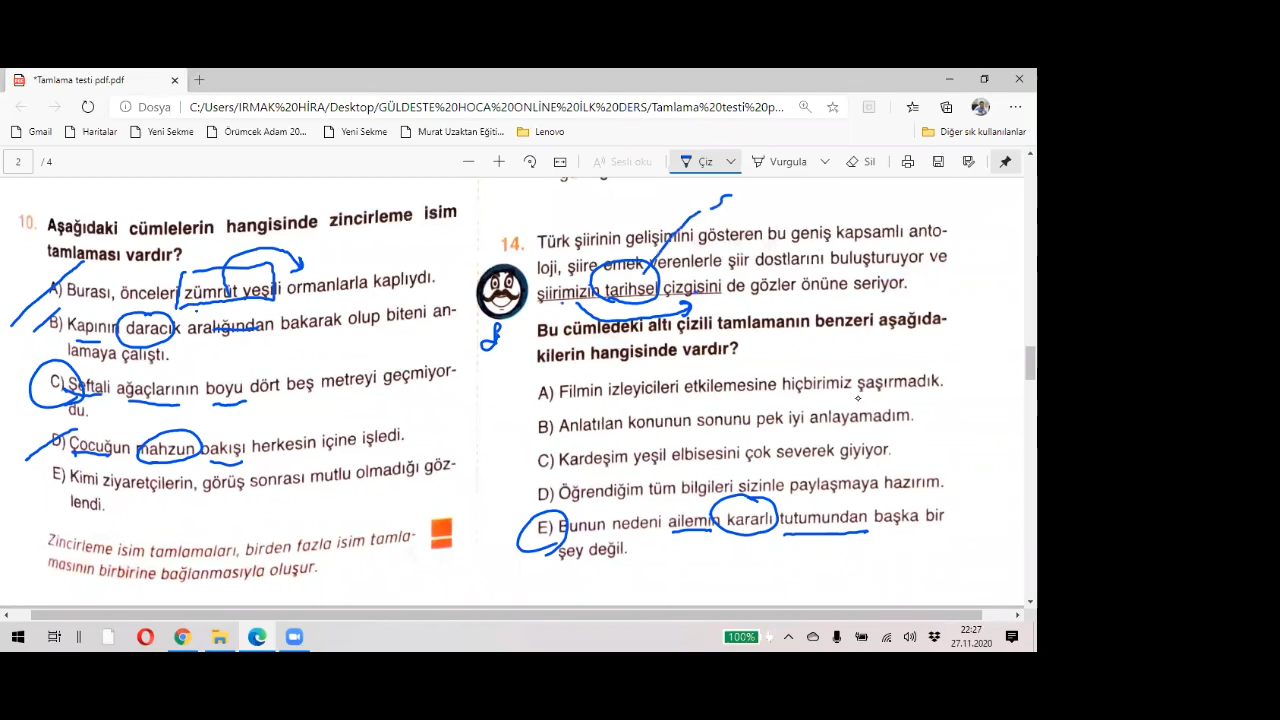 *Tamlama testi pdf.pdf
Dosya C:/Users/IRMAK%20HİRA/Desktop/GÜLDESTE%20HOCA%20ONLİNE%20İLK%20DERS/Tamlama%20testi%20p...
Gmail Haritalar Yeni Sekme Örümcek Adam 20... Yeni Sekme Murat Uzaktan Eğiti... Lenovo Diğer sık kullanılanlar
2 / 4 Sesli oku Çiz Vurgula Sil
10. Aşağıdaki cümlelerin hangisinde zincirleme isim
tamlaması vardır?
A) Burası, önceleri zümrüt yeşili ormanlarla kaplıydı.
B) Kapının daracık aralığından bakarak olup biteni an-
lamaya çalıştı.
C) Şeftali ağaçlarının boyu dört beş metreyi geçmiyor-
du.
D) Çocuğun mahzun bakışı herkesin içine işledi.
E) Kimi ziyaretçilerin, görüş sonrası mutlu olmadığı göz-
lendi.
Zincirleme isim tamlamaları, birden fazla isim tamla-
masının birbirine bağlanmasıyla oluşur.
14. Türk şiirinin gelişimini gösteren bu geniş kapsamlı anto-
loji, şiire emek verenlerle şiir dostlarını buluşturuyor ve
şiirimizin tarihsel çizgisini de gözler önüne seriyor.
Bu cümledeki altı çizili tamlamanın benzeri aşağıda-
kilerin hangisinde vardır?
A) Filmin izleyicileri etkilemesine hiçbirimiz şaşırmadık.
B) Anlatılan konunun sonunu pek iyi anlayamadım.
C) Kardeşim yeşil elbisesini çok severek giyiyor.
D) Öğrendiğim tüm bilgileri sizinle paylaşmaya hazırım.
E) Bunun nedeni ailemin kararlı tutumundan başka bir
şey değil.
100% 22:27
27.11.2020